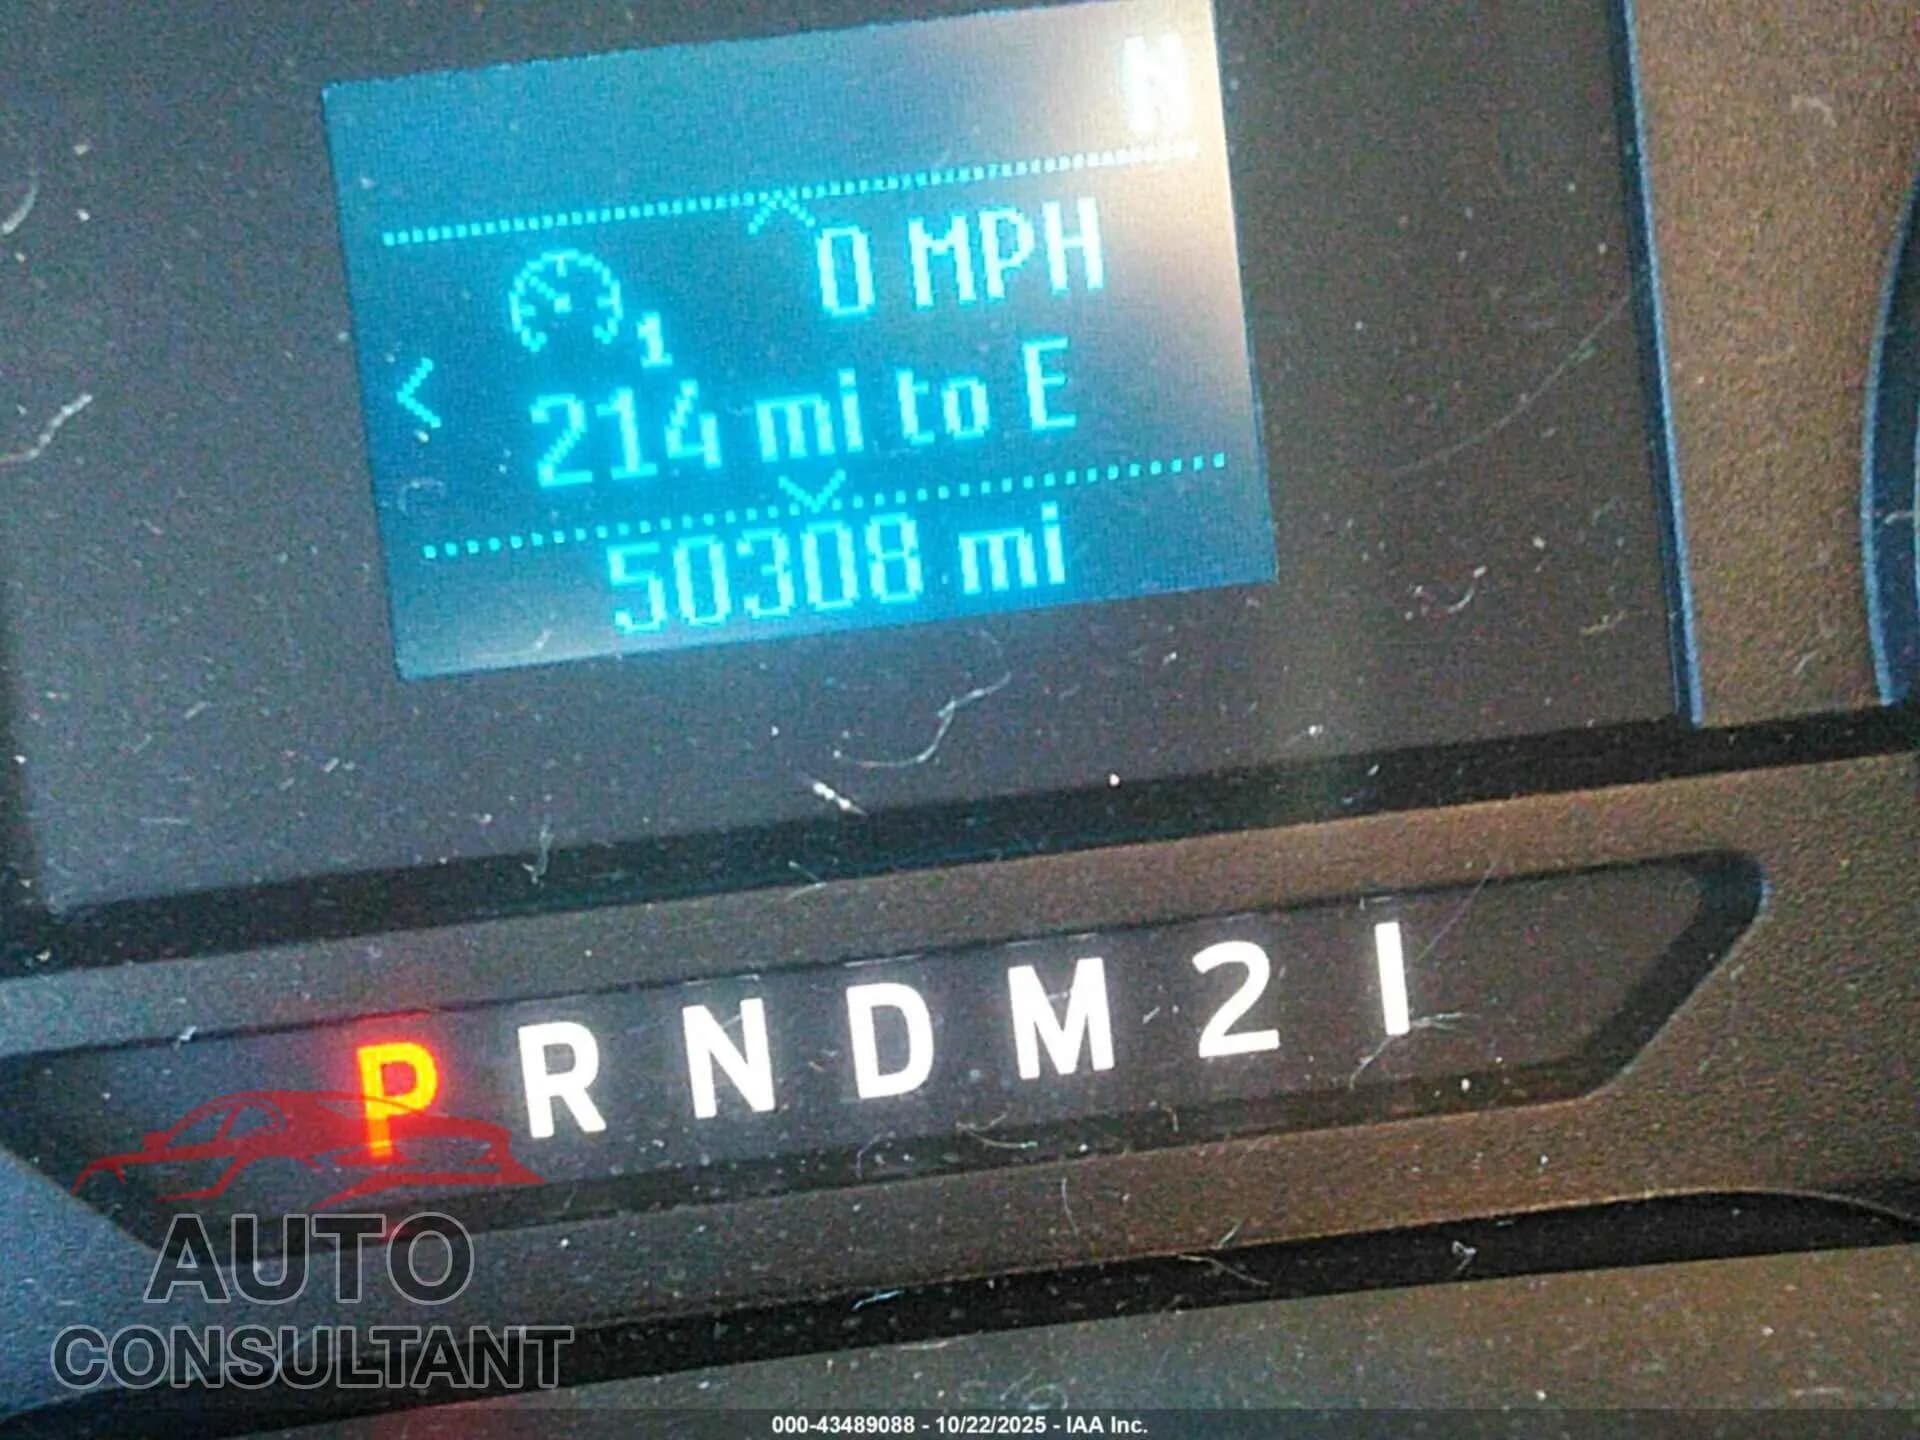 N
0 MPH
1
214 mi to E
50308 mi
P R N D M 2 1
AUTO
CONSULTANT
000-43489088 - 10/22/2025 - IAA Inc.